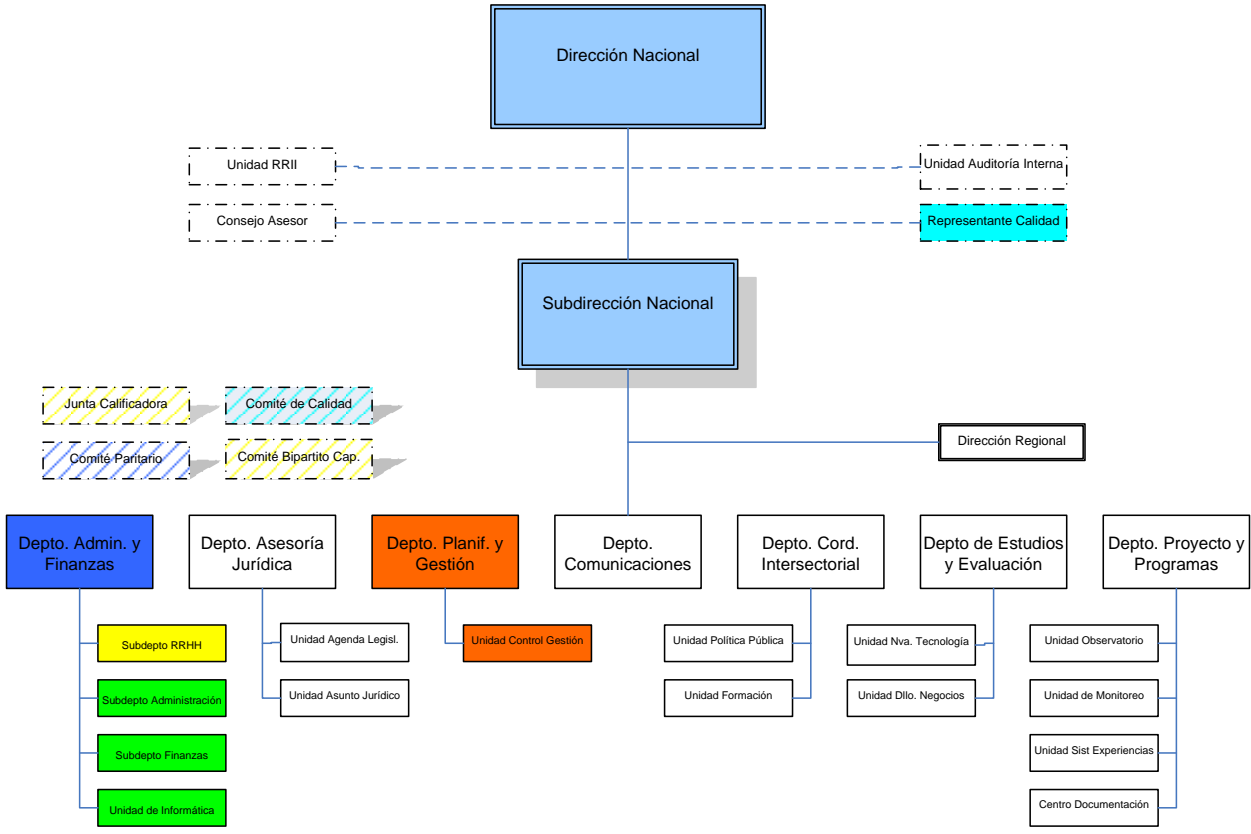 Dirección Nacional
Unidad RRII
Unidad Auditoría Interna
Consejo Asesor
Representante Calidad
Subdirección Nacional
Junta Calificadora
Comité de Calidad
Comité Paritario
Comité Bipartito Cap.
Dirección Regional
Depto. Admin. y
Finanzas
Depto. Asesoría
Jurídica
Depto. Planif. y
Gestión
Depto.
Comunicaciones
Depto. Cord.
Intersectorial
Depto de Estudios
y Evaluación
Depto. Proyecto y
Programas
Subdepto RRHH
Subdepto Administración
Subdepto Finanzas
Unidad de Informática
Unidad Agenda Legisl.
Unidad Asunto Jurídico
Unidad Control Gestión
Unidad Política Pública
Unidad Formación
Unidad Nva. Tecnología
Unidad Dllo. Negocios
Unidad Observatorio
Unidad de Monitoreo
Unidad Sist Experiencias
Centro Documentación